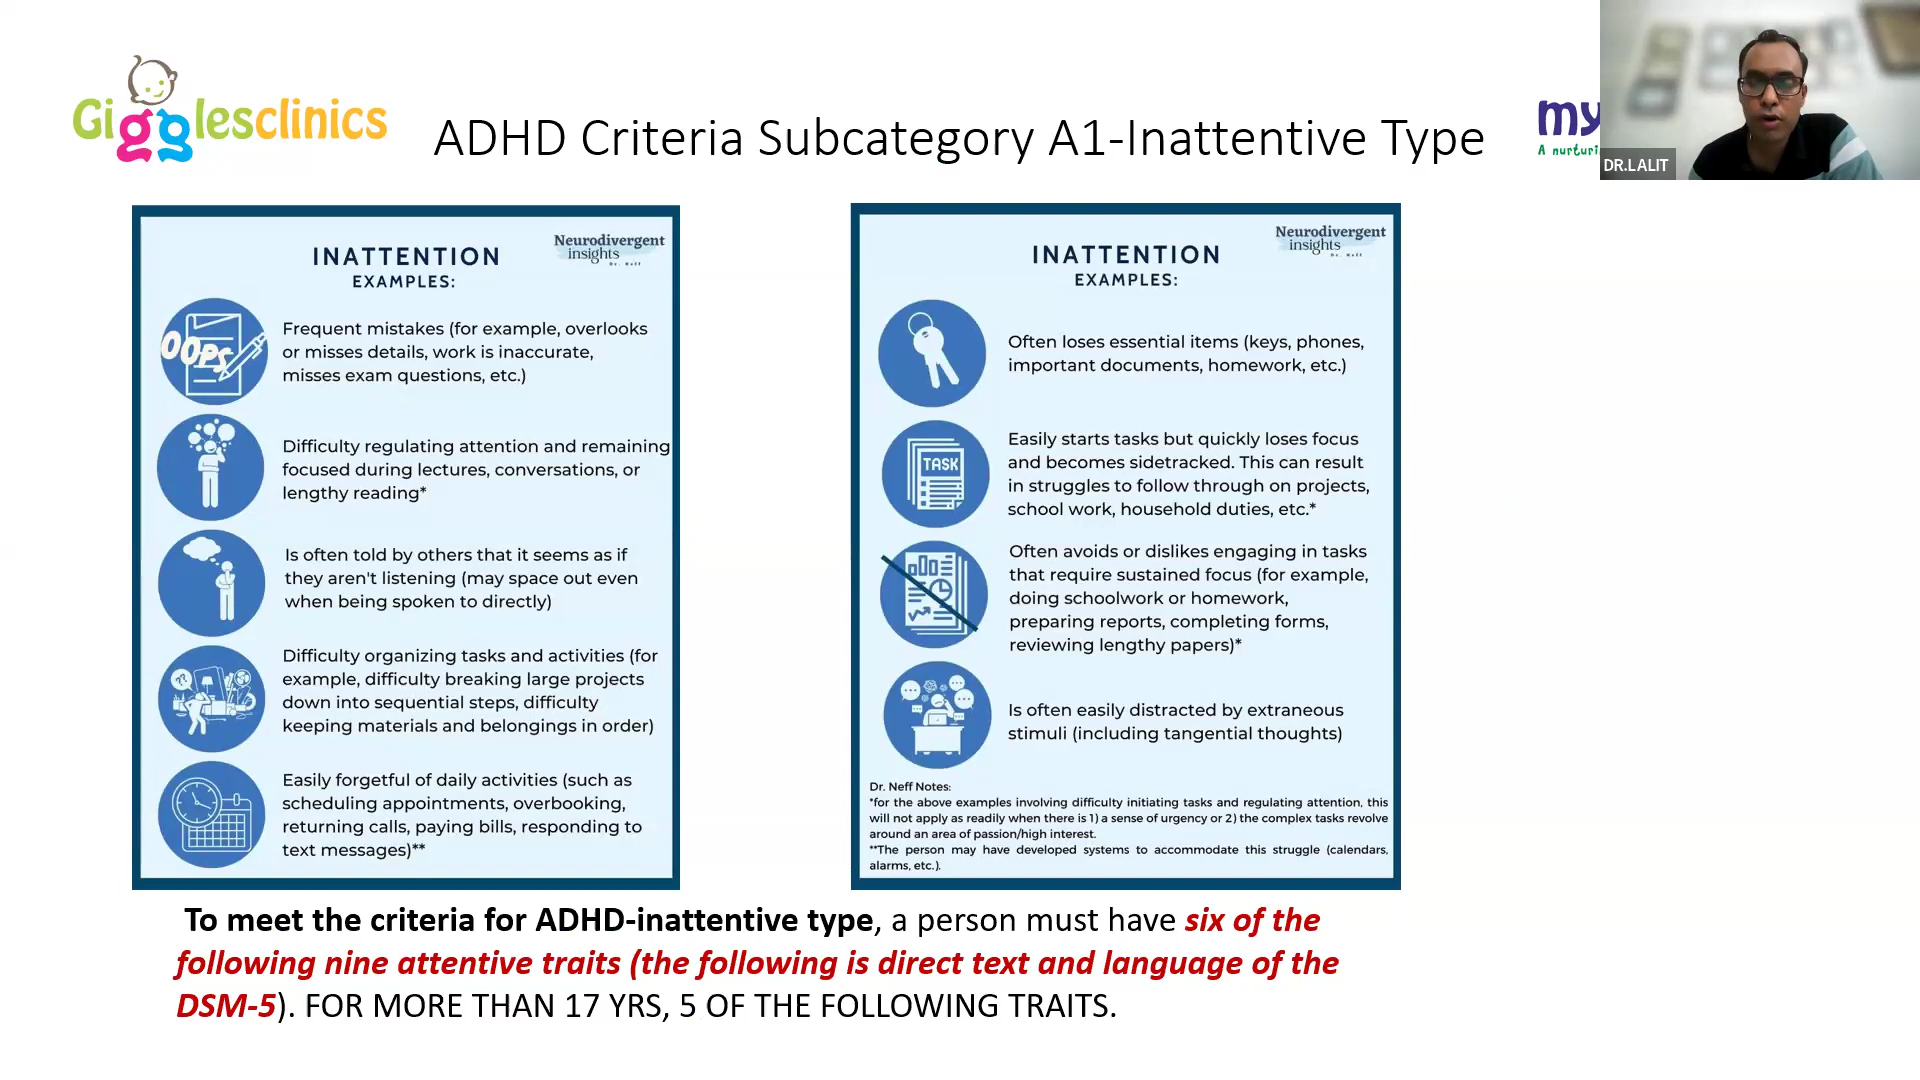 Gigglesclinics
ADHD Criteria Subcategory A1-Inattentive Type
my
A nurturi
DR.LALIT
Neurodivergent
insights
Dr. Neff
INATTENTION
EXAMPLES:
OOPS
Frequent mistakes (for example, overlooks
or misses details, work is inaccurate,
misses exam questions, etc.)
Difficulty regulating attention and remaining
focused during lectures, conversations, or
lengthy reading*
Is often told by others that it seems as if
they aren't listening (may space out even
when being spoken to directly)
??
Difficulty organizing tasks and activities (for
example, difficulty breaking large projects
down into sequential steps, difficulty
keeping materials and belongings in order)
Easily forgetful of daily activities (such as
scheduling appointments, overbooking,
returning calls, paying bills, responding to
text messages)**
Neurodivergent
insights
Dr. Neff
INATTENTION
EXAMPLES:
Often loses essential items (keys, phones,
important documents, homework, etc.)
TASK
Easily starts tasks but quickly loses focus
and becomes sidetracked. This can result
in struggles to follow through on projects,
school work, household duties, etc.*
Often avoids or dislikes engaging in tasks
that require sustained focus (for example,
doing schoolwork or homework,
preparing reports, completing forms,
reviewing lengthy papers)*
Is often easily distracted by extraneous
stimuli (including tangential thoughts)
Dr. Neff Notes:
*for the above examples involving difficulty initiating tasks and regulating attention, this
will not apply as readily when there is 1) a sense of urgency or 2) the complex tasks revolve
around an area of passion/high interest.
**The person may have developed systems to accommodate this struggle (calendars,
alarms, etc.).
To meet the criteria for ADHD-inattentive type, a person must have six of the
following nine attentive traits (the following is direct text and language of the
DSM-5). FOR MORE THAN 17 YRS, 5 OF THE FOLLOWING TRAITS.